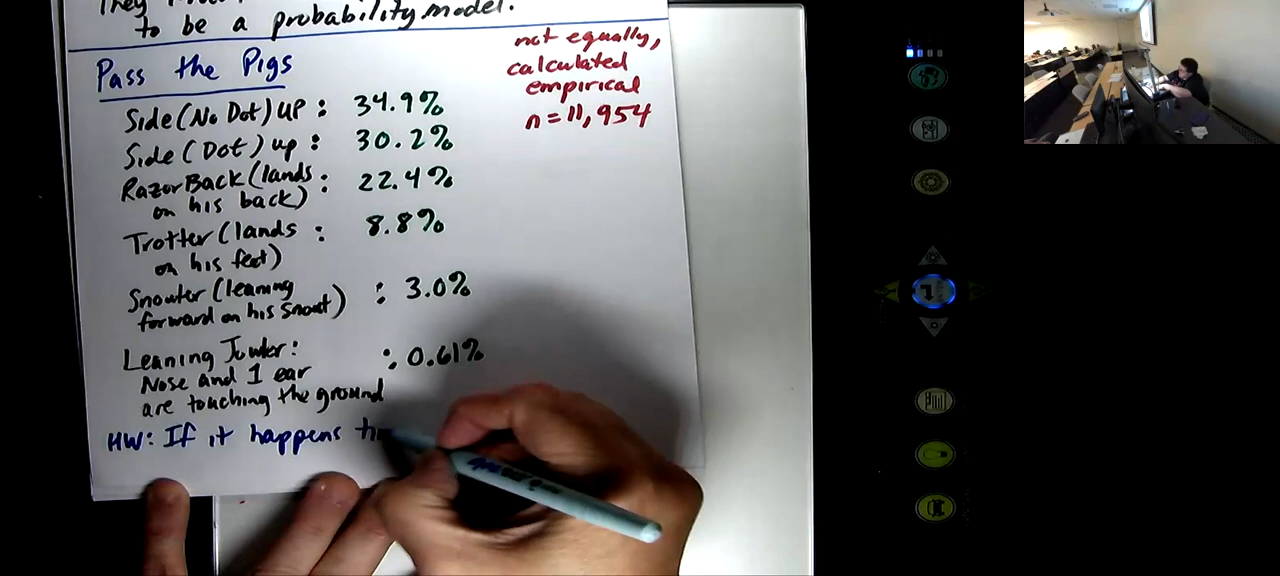 They
to be a probability model.
Pass the Pigs
not equally,
calculated
empirical
n = 11,954
Side (No Dot) up : 34.9%
Side (Dot) up : 30.2%
RazorBack (lands : 22.4%
on his back)
Trotter (lands : 8.8%
on his feet)
Snouter (leaning : 3.0%
forward on his snout)
Leaning Jowler: : 0.61%
Nose and 1 ear
are touching the ground
HW: If it happens